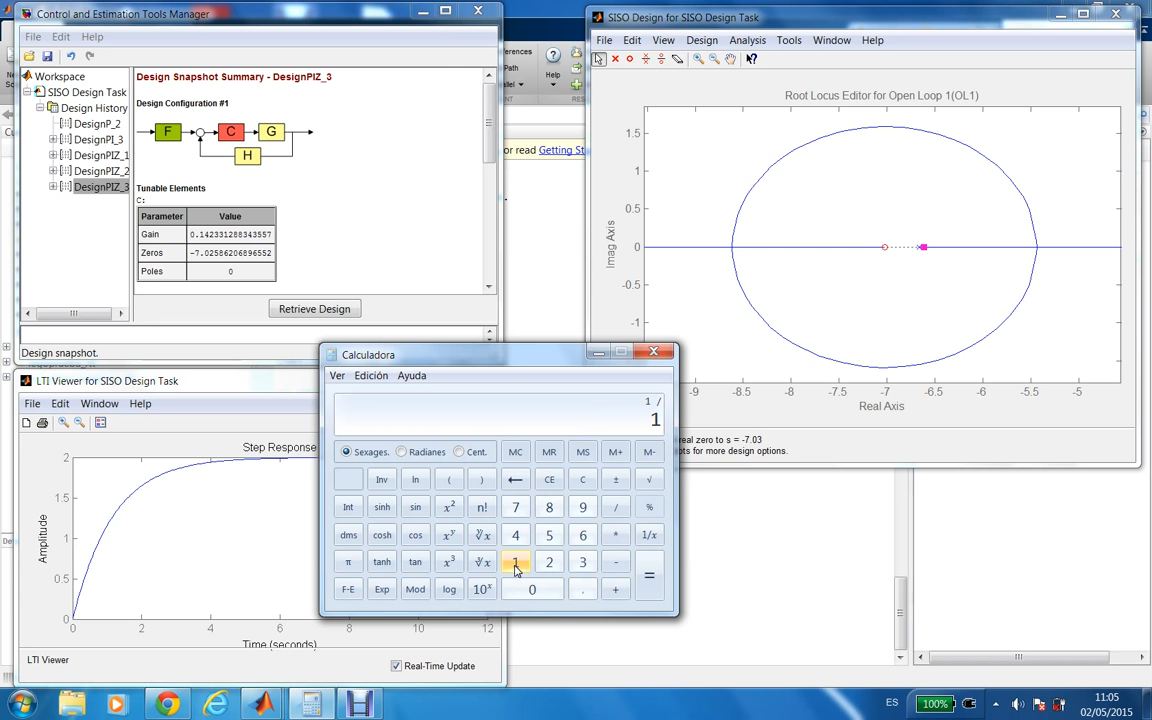 Control and Estimation Tools Manager
File Edit Help
Workspace
SISO Design Task
Design History
DesignP_2
DesignPI_3
DesignPIZ_1
DesignPIZ_2
DesignPIZ_3
Design Snapshot Summary - DesignPIZ_3
Design Configuration #1
F C G
H
Tunable Elements
C:
Parameter Value
Gain 0.142331288343557
Zeros -7.02586206896552
Poles 0
Retrieve Design
Design snapshot.
Help
or read Getting St
SISO Design for SISO Design Task
File Edit View Design Analysis Tools Window Help
Root Locus Editor for Open Loop 1(OL1)
Imag Axis
1.5
1
0.5
0
-0.5
-1
-9 -8.5 -8 -7.5 -7 -6.5 -6 -5.5 -5
Real Axis
real zero to s = -7.03
ots for more design options.
LTI Viewer for SISO Design Task
File Edit Window Help
Step Response
Amplitude
2
1.5
1
0.5
0
0 2 4 6 12
Time (seconds)
LTI Viewer
Real-Time Update
Calculadora
Ver Edición Ayuda
1 /
1
Sexages. Radianes Cent. MC MR MS M+ M-
Inv ln ( ) ← CE C ± √
Int sinh sin x² n! 7 8 9 / %
dms cosh cos xʸ ʸ√x 4 5 6 * 1/x
π tanh tan x³ ³√x 1 2 3 - =
F-E Exp Mod log 10ˣ 0 . +
ES 100% 11:05
02/05/2015